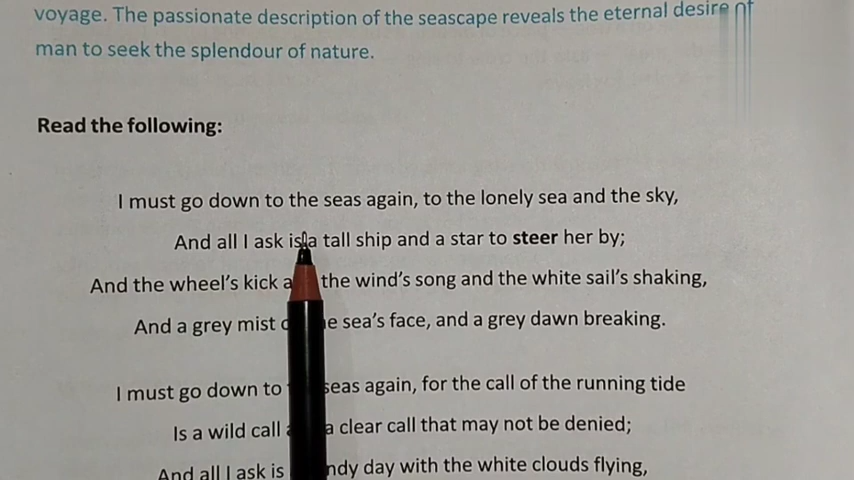 voyage. The passionate description of the seascape reveals the eternal desire of
man to seek the splendour of nature.
Read the following:
I must go down to the seas again, to the lonely sea and the sky,
And all I ask is a tall ship and a star to steer her by;
And the wheel's kick a the wind's song and the white sail's shaking,
And a grey mist sea's face, and a grey dawn breaking.
I must go down to seas again, for the call of the running tide
Is a wild call a clear call that may not be denied;
And all I ask is day with the white clouds flying,